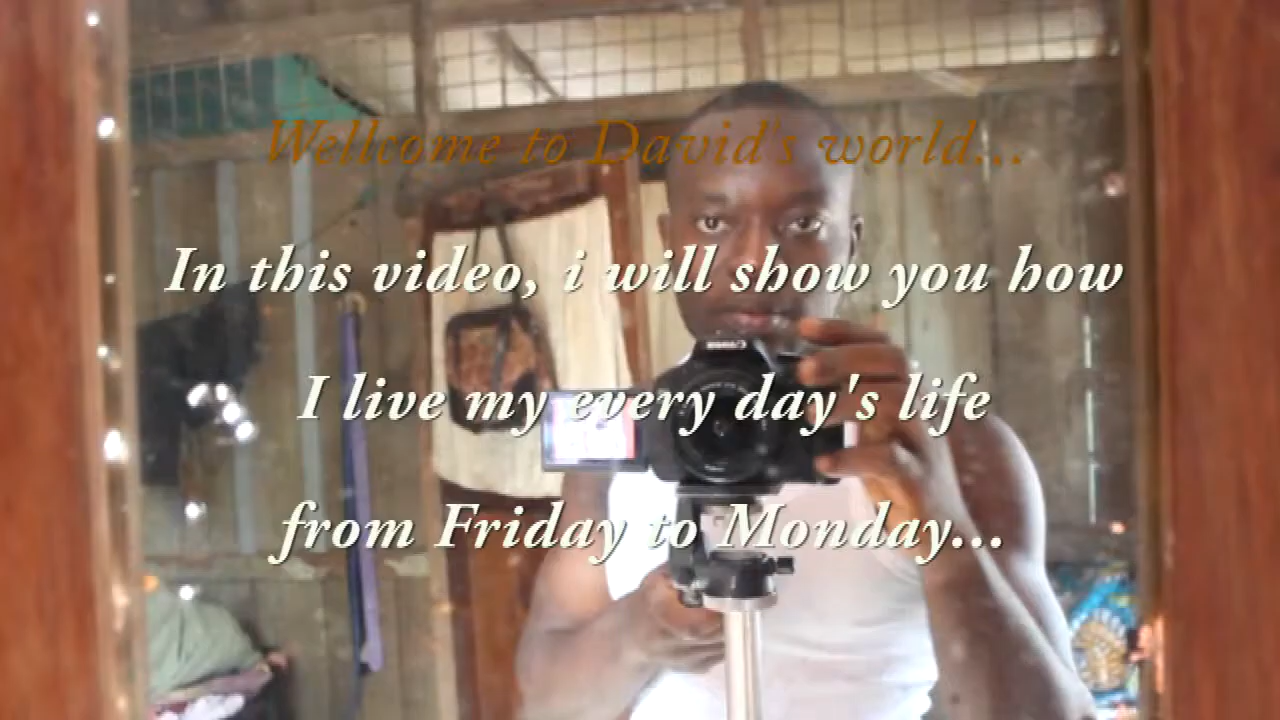 Wellcome to David's world...
In this video, i will show you how
I live my every day's life
from Friday to Monday...
Canon